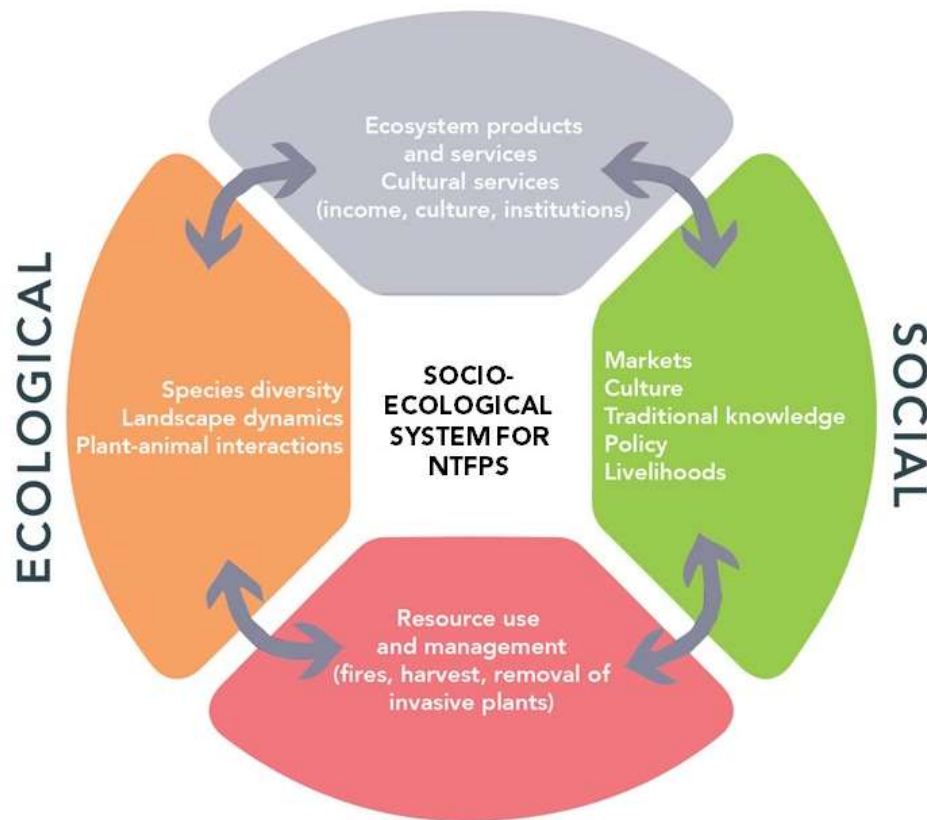 Ecosystem products
and services
Cultural services
(income, culture, institutions)
ECOLOGICAL
Species diversity
Landscape dynamics
Plant-animal interactions
SOCIO-
ECOLOGICAL
SYSTEM FOR
NTFPS
Markets
Culture
Traditional knowledge
Policy
Livelihoods
SOCIAL
Resource use
and management
(fires, harvest, removal of
invasive plants)